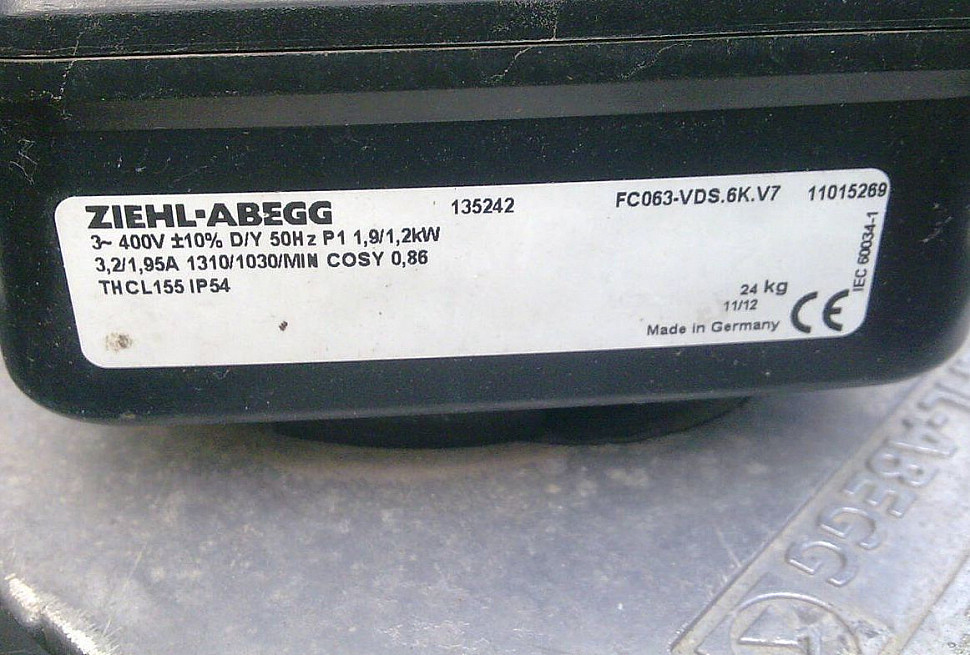 ZIEHL-ABEGG 135242 FC063-VDS.6K.V7 11015269
3~ 400V ±10% D/Y 50Hz P1 1,9/1,2kW
3,2/1,95A 1310/1030/MIN COSY 0,86
THCL155 IP54
24 kg
11/12
Made in Germany CE
IEC 60034-1
ABEGG